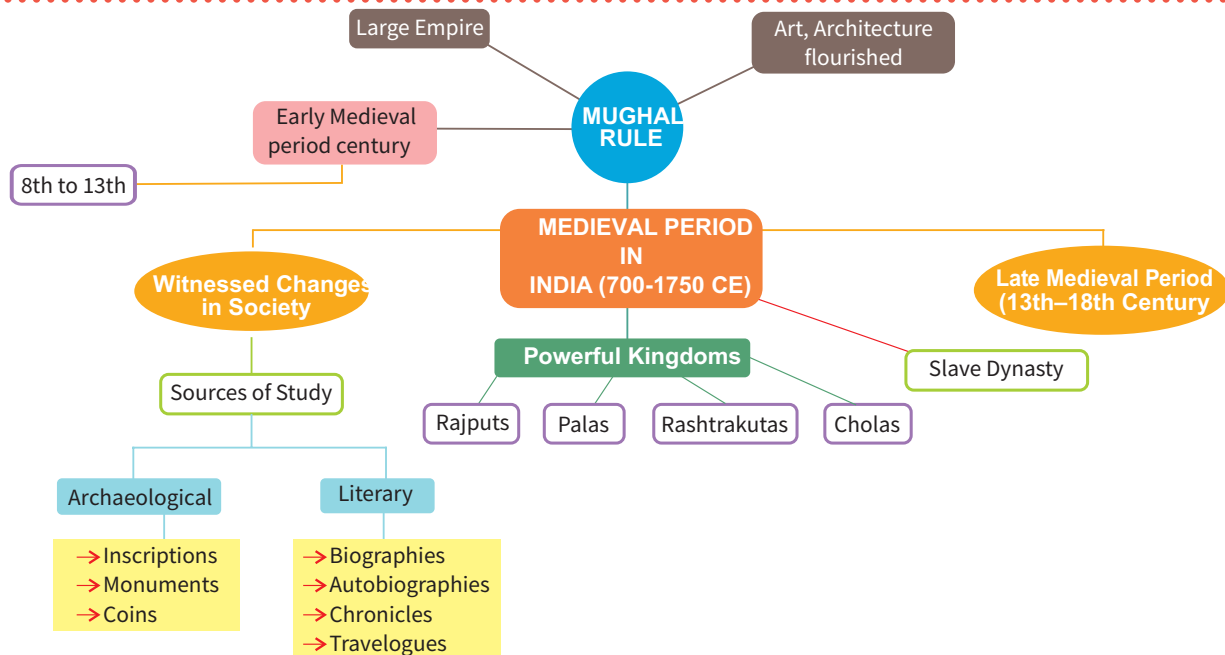 Large Empire
Art, Architecture
flourished
MUGHAL
RULE
Early Medieval
period century
8th to 13th
MEDIEVAL PERIOD
IN
INDIA (700-1750 CE)
Witnessed Changes
in Society
Late Medieval Period
(13th–18th Century
Powerful Kingdoms
Slave Dynasty
Sources of Study
Rajputs
Palas
Rashtrakutas
Cholas
Archaeological
Literary
→Inscriptions
→Monuments
→Coins
→Biographies
→Autobiographies
→Chronicles
→Travelogues